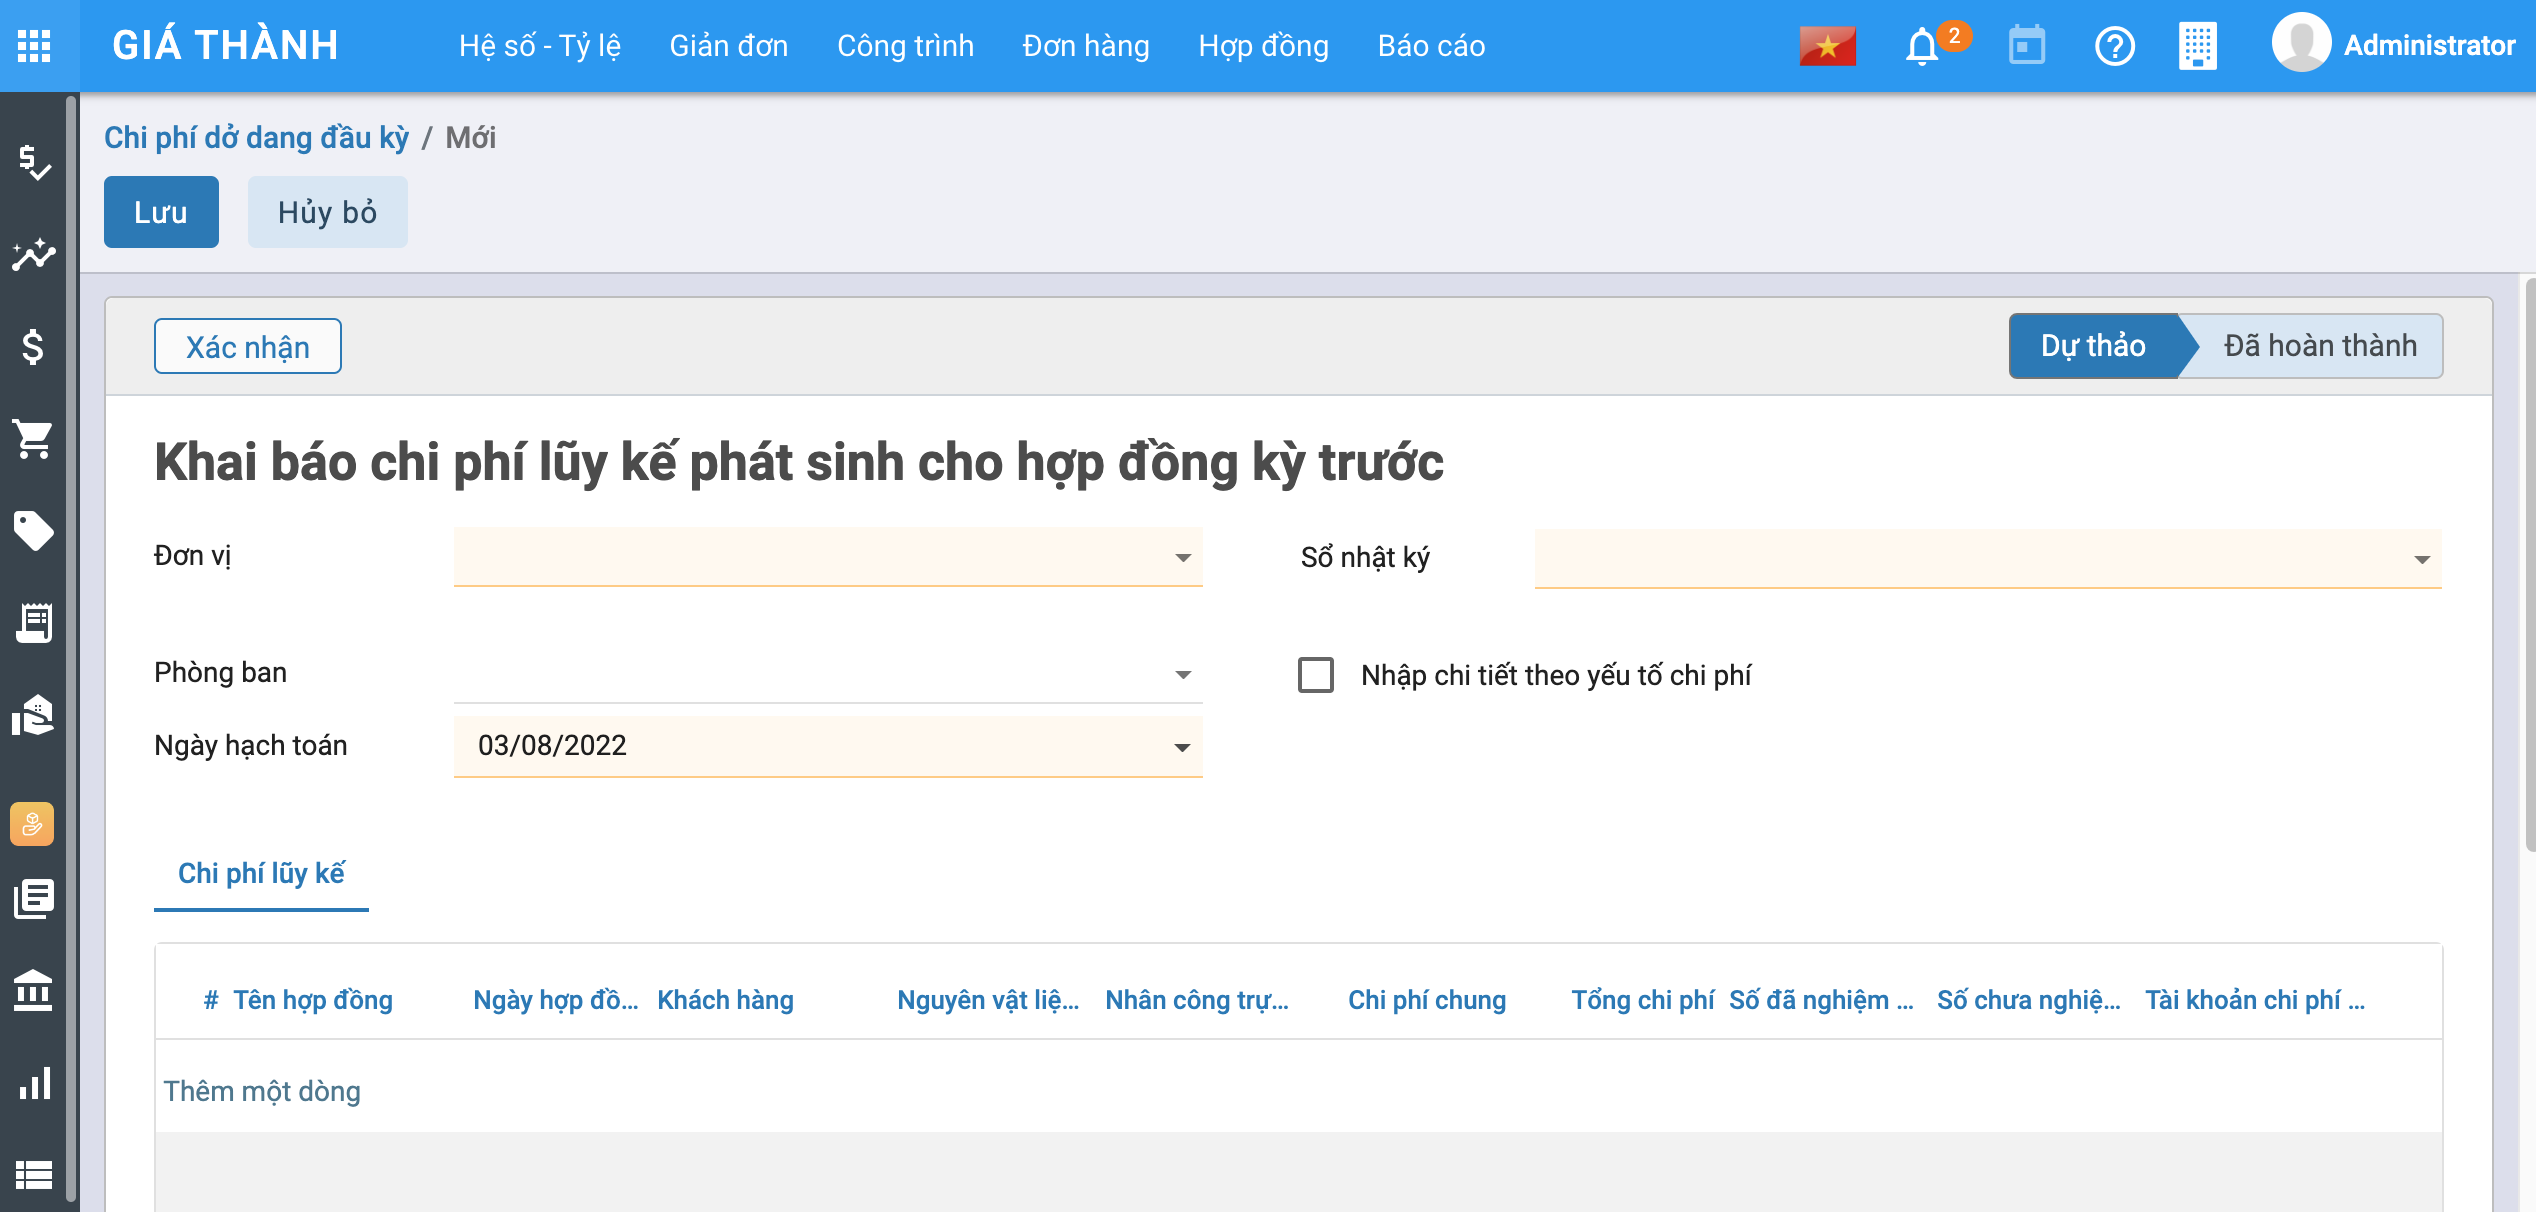 GIÁ THÀNH Hệ số - Tỷ lệ Giản đơn Công trình Đơn hàng Hợp đồng Báo cáo 2 Administrator
Chi phí dở dang đầu kỳ / Mới
Lưu Hủy bỏ
Xác nhận Dự thảo Đã hoàn thành
Khai báo chi phí lũy kế phát sinh cho hợp đồng kỳ trước
Đơn vị Sổ nhật ký
Phòng ban Nhập chi tiết theo yếu tố chi phí
Ngày hạch toán 03/08/2022
Chi phí lũy kế
# Tên hợp đồng Ngày hợp đồ... Khách hàng Nguyên vật liệ... Nhân công trự... Chi phí chung Tổng chi phí Số đã nghiệm ... Số chưa nghiệ... Tài khoản chi phí ...
Thêm một dòng